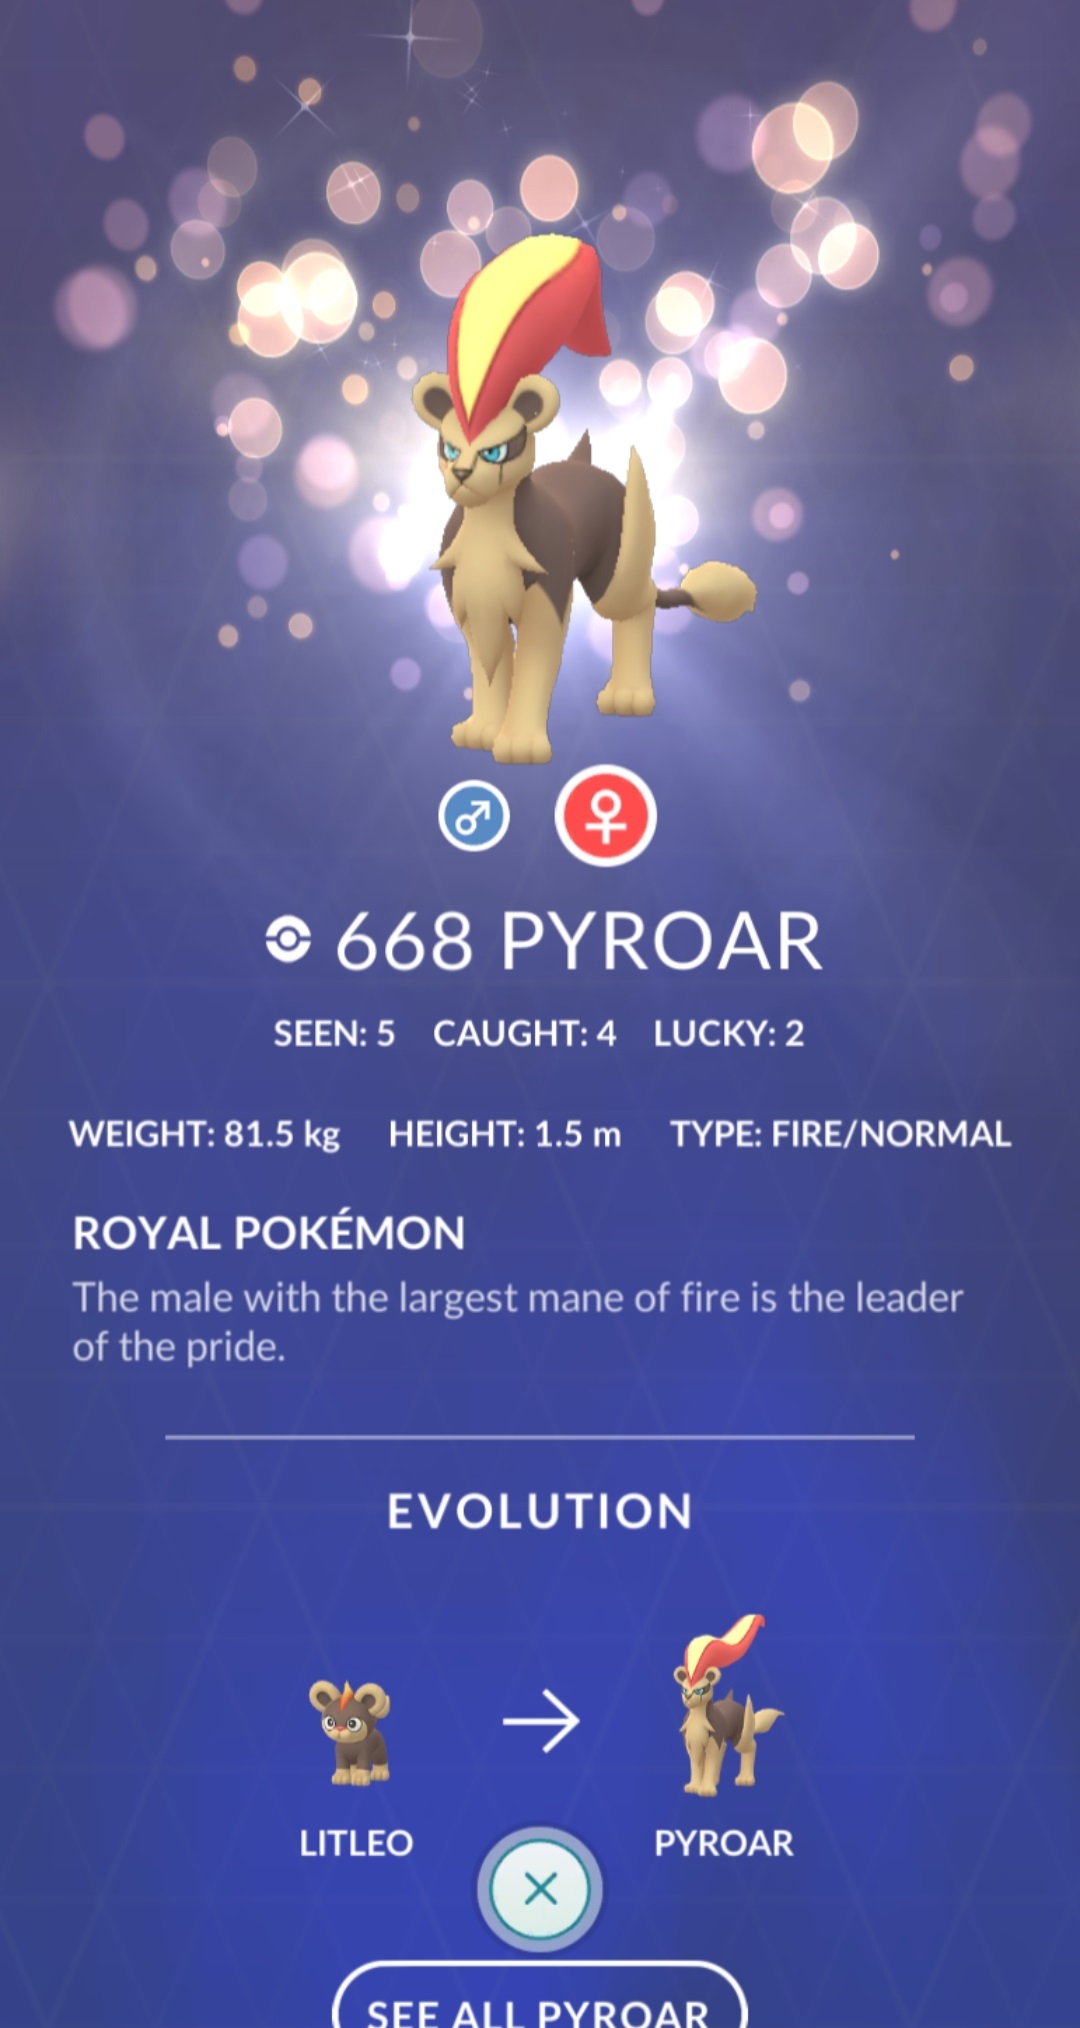 668 PYROAR
SEEN: 5 CAUGHT: 4 LUCKY: 2
WEIGHT: 81.5 kg HEIGHT: 1.5 m TYPE: FIRE/NORMAL
ROYAL POKÉMON
The male with the largest mane of fire is the leader
of the pride.
EVOLUTION
LITLEO PYROAR
SEE ALL PYROAR